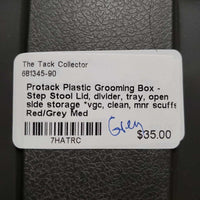 The Tack Collector
681345-90
Protack Plastic Grooming Box -
Step Stool Lid, divider, tray, open
side storage *vgc, clean, mnr scuffs
Red/Grey Med
Grey
7HATRC
$35.00